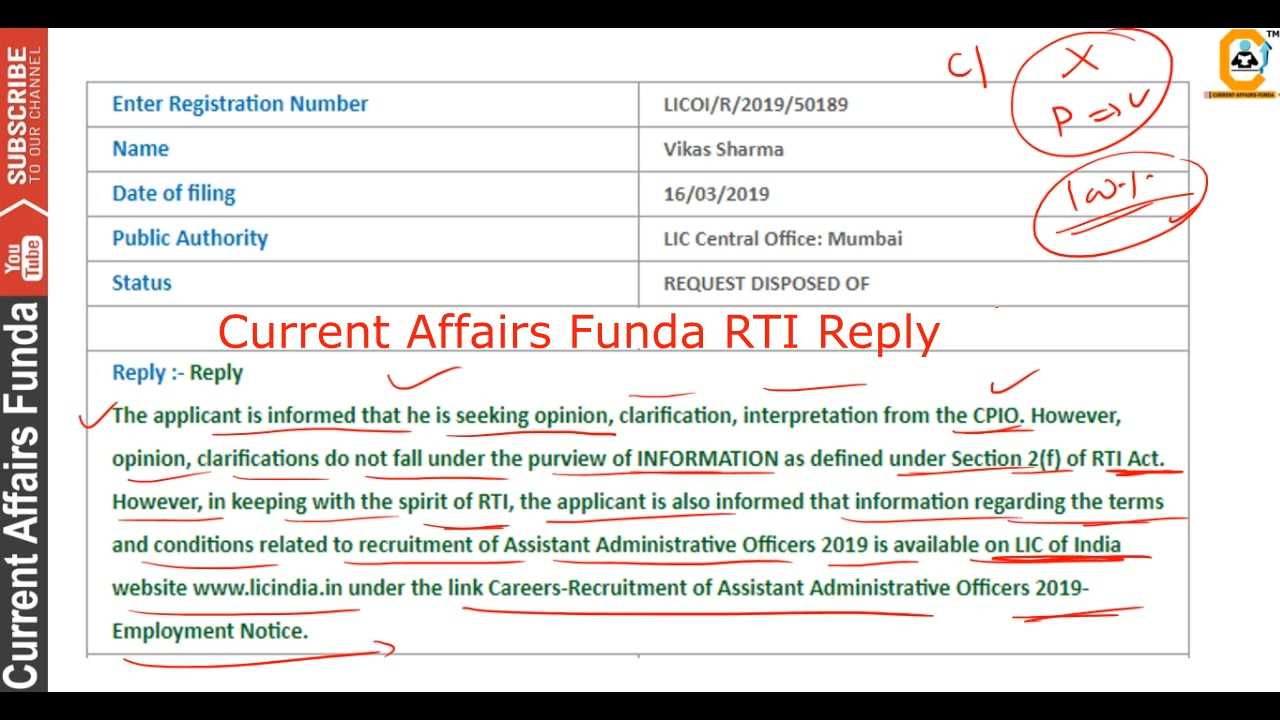 SUBSCRIBE
TO OUR CHANNEL
You
Tube
Current Affairs Funda
TM
CURRENT-AFFAIRS-FUNDA
C)
X
P => ✓
Enter Registration Number LICOI/R/2019/50189
Name Vikas Sharma
Date of filing 16/03/2019
Public Authority LIC Central Office: Mumbai
Status REQUEST DISPOSED OF
Current Affairs Funda RTI Reply
Reply :- Reply
The applicant is informed that he is seeking opinion, clarification, interpretation from the CPIO. However,
opinion, clarifications do not fall under the purview of INFORMATION as defined under Section 2(f) of RTI Act.
However, in keeping with the spirit of RTI, the applicant is also informed that information regarding the terms
and conditions related to recruitment of Assistant Administrative Officers 2019 is available on LIC of India
website www.licindia.in under the link Careers-Recruitment of Assistant Administrative Officers 2019-
Employment Notice.